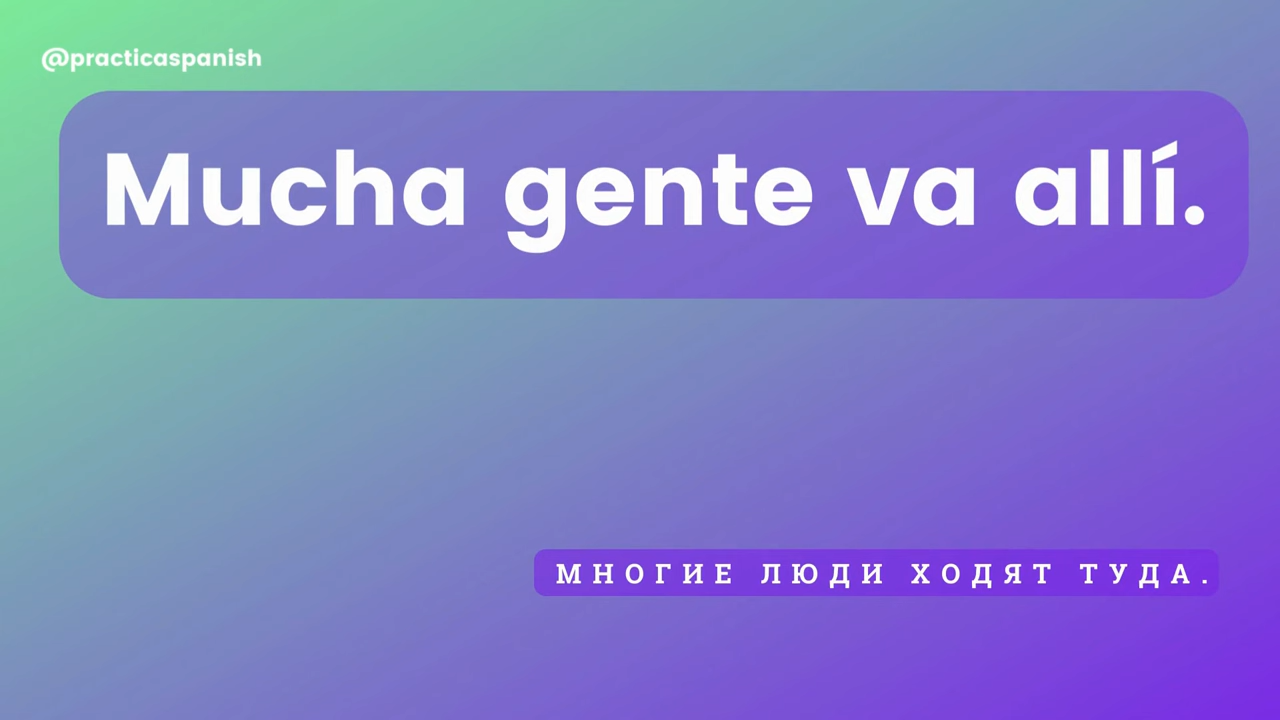 @practicaspanish
Mucha gente va allí.
МНОГИЕ ЛЮДИ ХОДЯТ ТУДА.